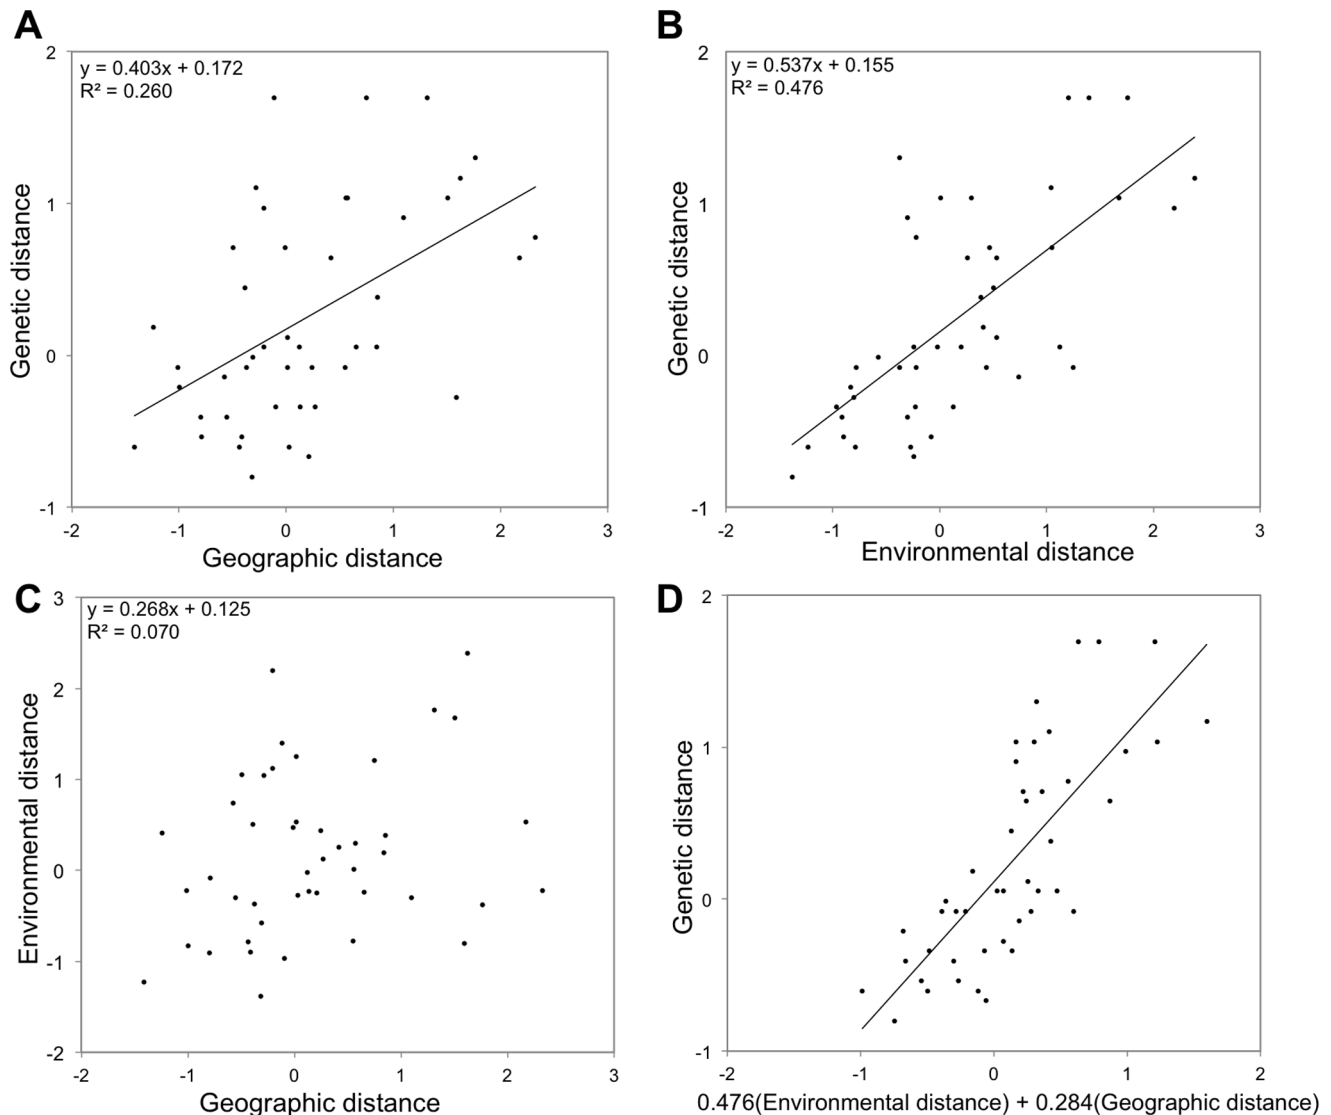 A
y = 0.403x + 0.172
R² = 0.260
2
1
0
-1
-2
-1
0
1
2
3
Genetic distance
Geographic distance
B
y = 0.537x + 0.155
R² = 0.476
2
1
0
-1
-2
-1
0
1
2
3
Genetic distance
Environmental distance
C
y = 0.268x + 0.125
R² = 0.070
3
2
1
0
-1
-2
-2
-1
0
1
2
3
Environmental distance
Geographic distance
D
2
1
0
-1
-2
-1
0
1
2
Genetic distance
0.476(Environmental distance) + 0.284(Geographic distance)